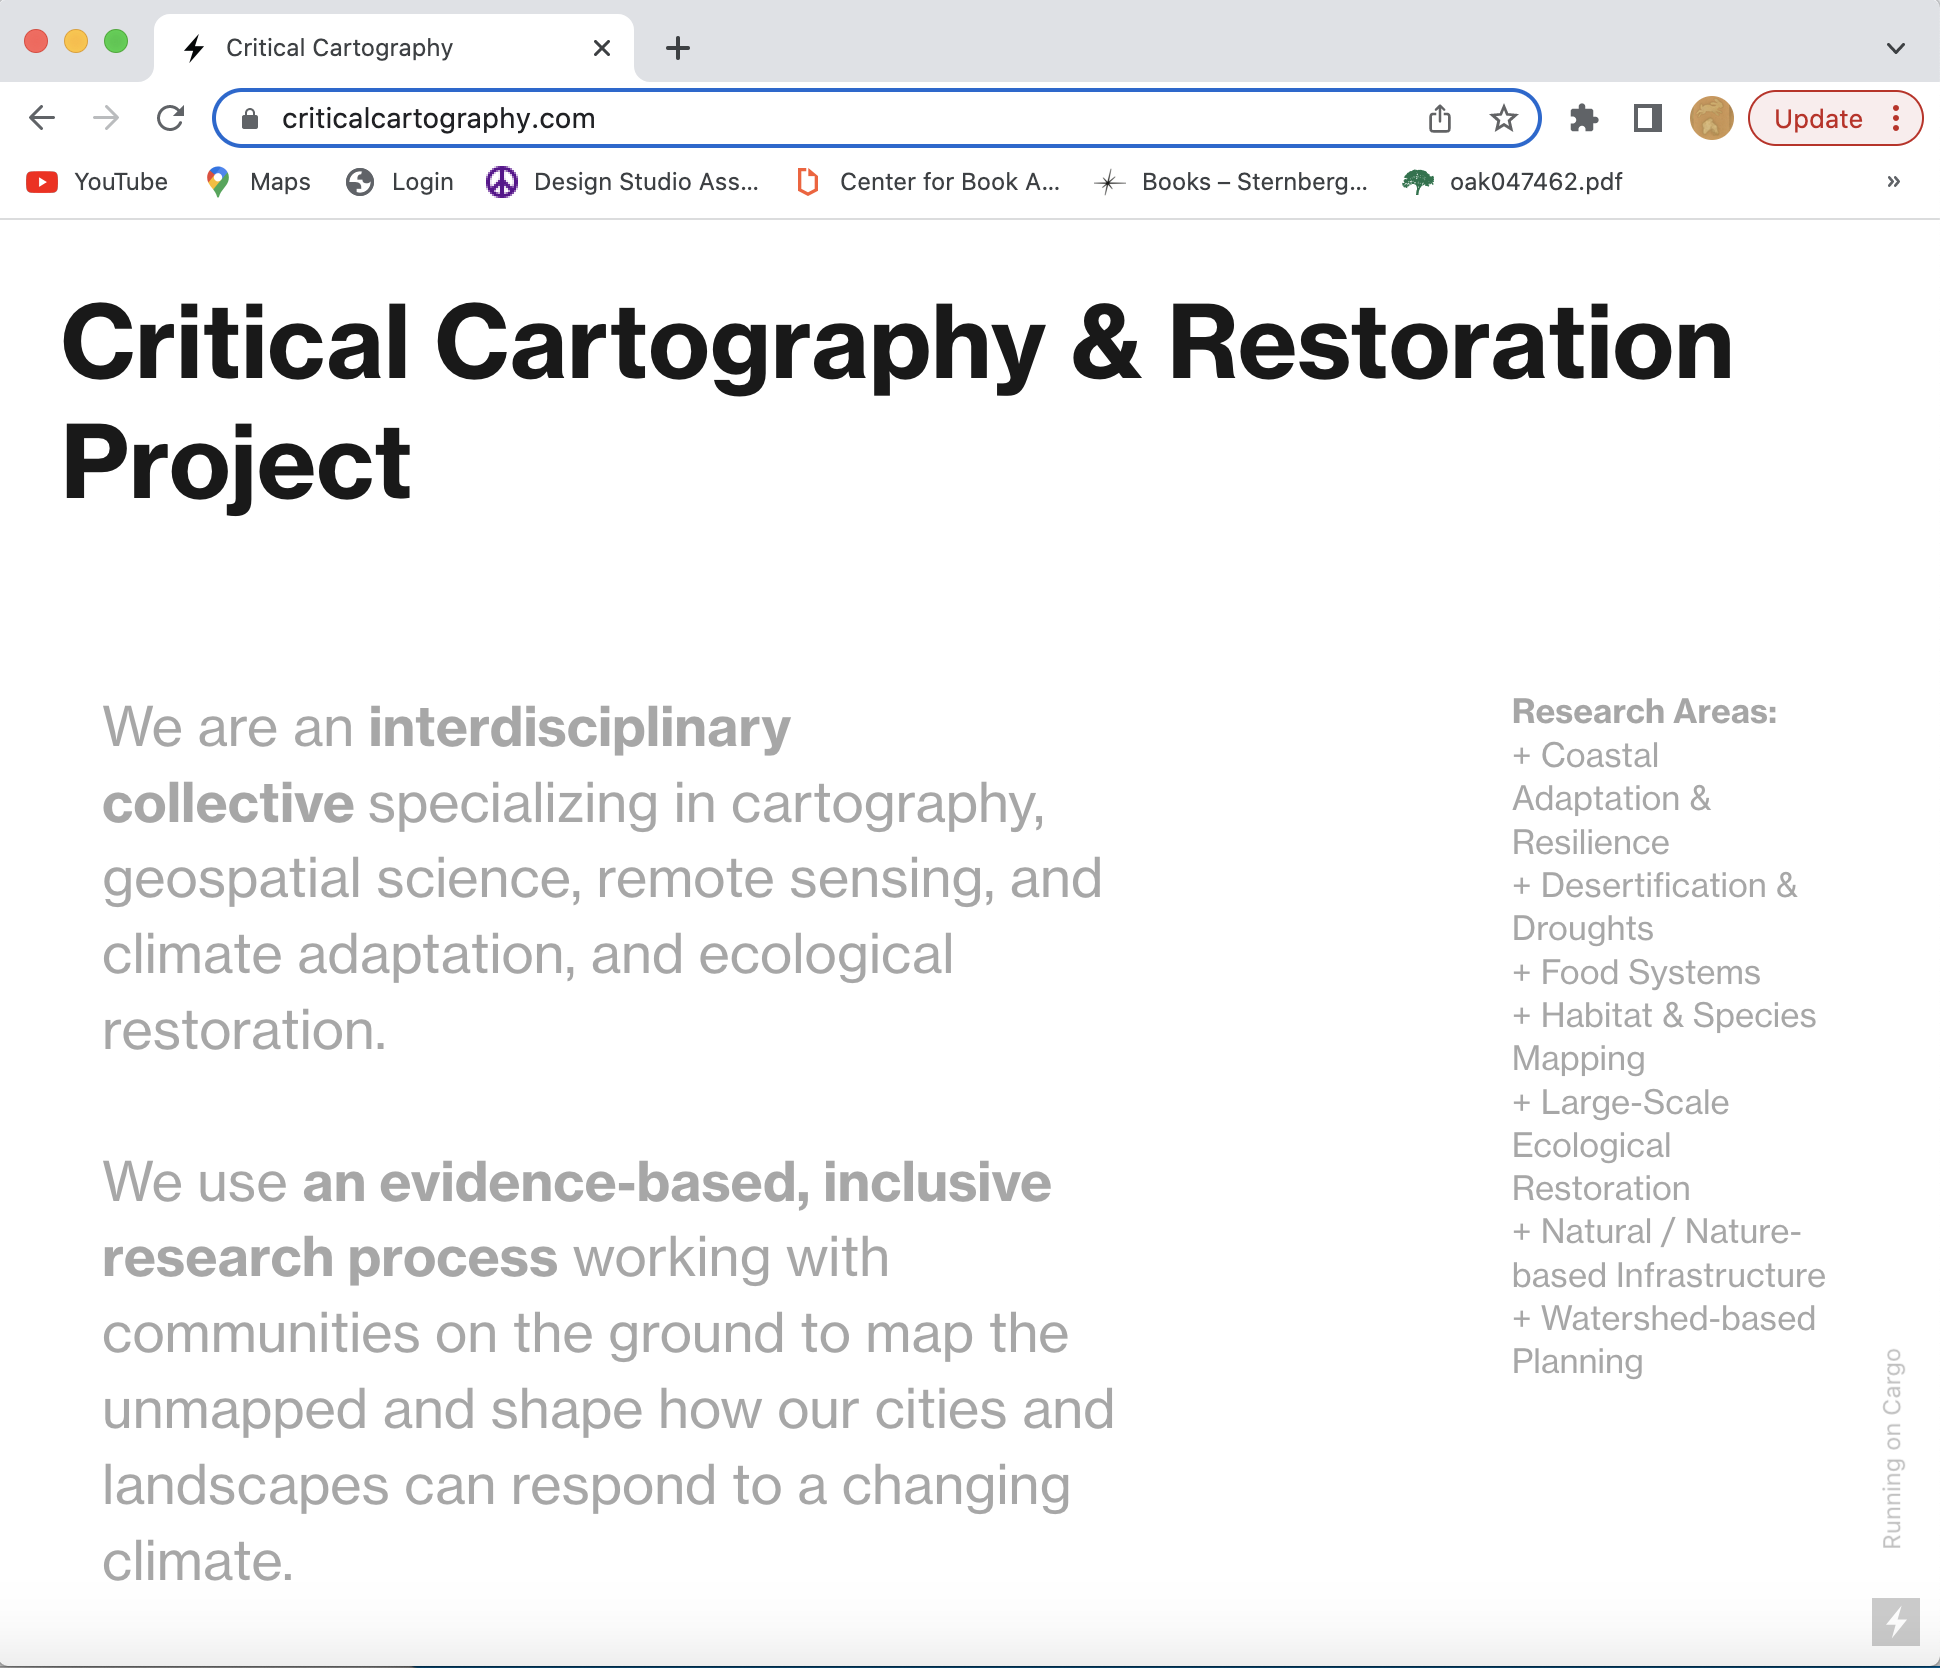 Critical Cartography
criticalcartography.com
Update
YouTube
Maps
Login
Design Studio Ass...
Center for Book A...
Books – Sternberg...
oak047462.pdf
»
Critical Cartography & Restoration
Project
We are an interdisciplinary
collective specializing in cartography,
geospatial science, remote sensing, and
climate adaptation, and ecological
restoration.
We use an evidence-based, inclusive
research process working with
communities on the ground to map the
unmapped and shape how our cities and
landscapes can respond to a changing
climate.
Research Areas:
+ Coastal
Adaptation &
Resilience
+ Desertification &
Droughts
+ Food Systems
+ Habitat & Species
Mapping
+ Large-Scale
Ecological
Restoration
+ Natural / Nature-
based Infrastructure
+ Watershed-based
Planning
Running on Cargo